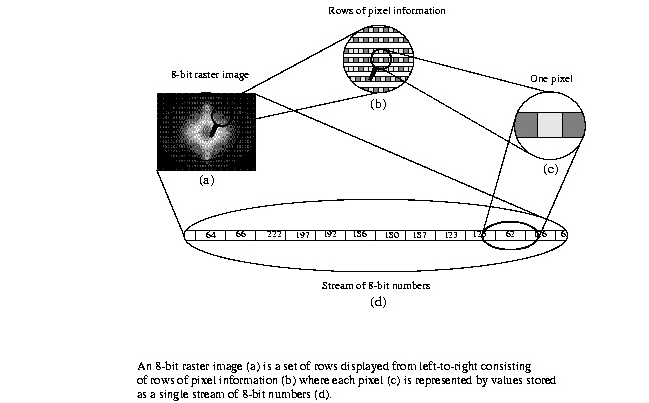 Rows of pixel information
8-bit raster image
One pixel
(b)
(c)
(a)
64 66 222 197 192 186 180 187 123 62
Stream of 8-bit numbers
(d)
An 8-bit raster image (a) is a set of rows displayed from left-to-right consisting
of rows of pixel information (b) where each pixel (c) is represented by values stored
as a single stream of 8-bit numbers (d).